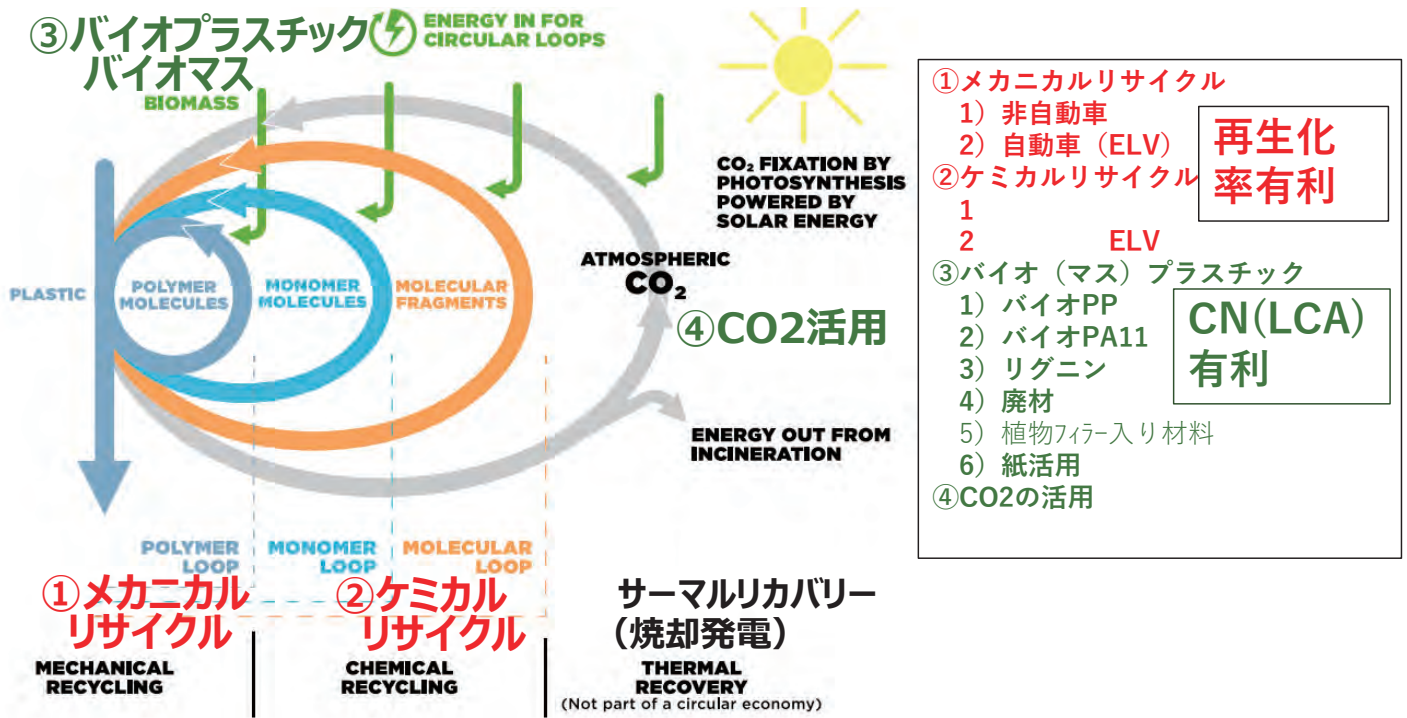 ③バイオプラスチック
バイオマス
ENERGY IN FOR
CIRCULAR LOOPS
BIOMASS
CO₂ FIXATION BY
PHOTOSYNTHESIS
POWERED BY
SOLAR ENERGY
ATMOSPHERIC
CO₂
④CO2活用
PLASTIC
POLYMER
MOLECULES
MONOMER
MOLECULES
MOLECULAR
FRAGMENTS
ENERGY OUT FROM
INCINERATION
POLYMER
LOOP
MONOMER
LOOP
MOLECULAR
LOOP
①メカニカル
リサイクル
②ケミカル
リサイクル
サーマルリカバリー
（焼却発電）
MECHANICAL
RECYCLING
CHEMICAL
RECYCLING
THERMAL
RECOVERY
(Not part of a circular economy)
①メカニカルリサイクル
1）非自動車
2）自動車（ELV）
②ケミカルリサイクル
1
2 ELV
再生化
率有利
③バイオ（マス）プラスチック
1）バイオPP
2）バイオPA11
3）リグニン
4）廃材
5）植物フィラー入り材料
6）紙活用
④CO2の活用
CN(LCA)
有利